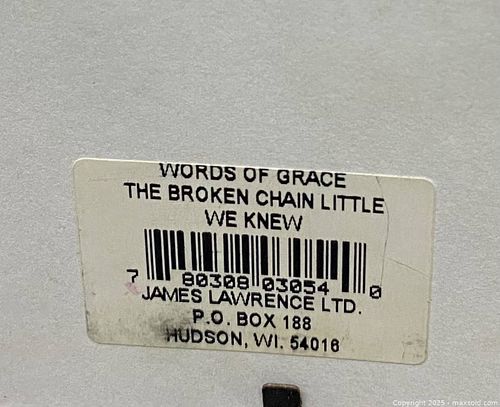 WORDS OF GRACE
THE BROKEN CHAIN LITTLE
WE KNEW
7 80308 03054 0
JAMES LAWRENCE LTD.
P.O. BOX 188
HUDSON, WI. 54016
Copyright 2025 - maxsold.com